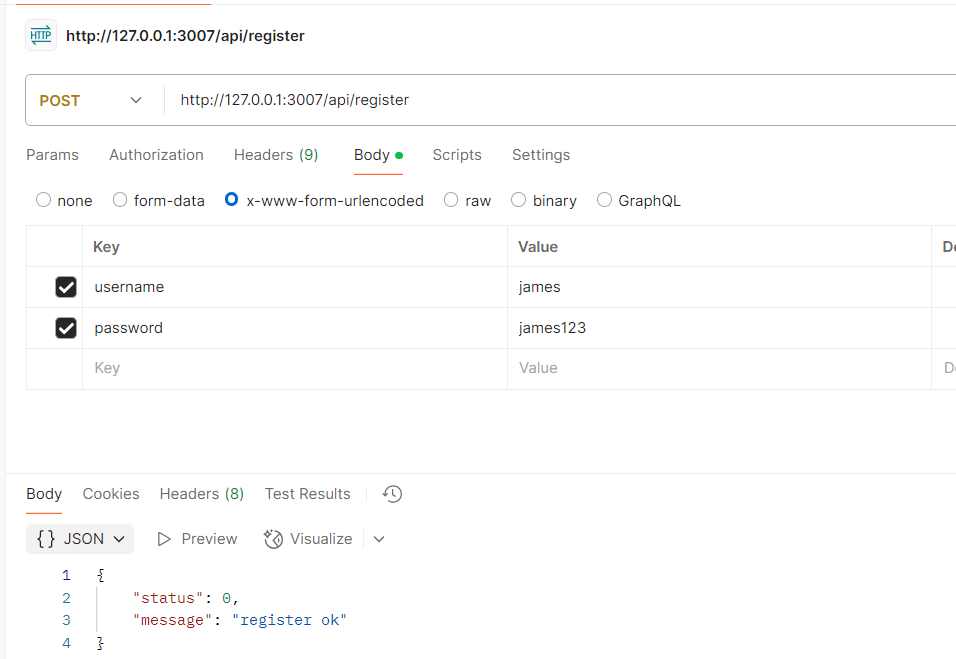 HTTP http://127.0.0.1:3007/api/register
POST http://127.0.0.1:3007/api/register
Params Authorization Headers (9) Body Scripts Settings
none form-data x-www-form-urlencoded raw binary GraphQL
Key Value De
username james
password james123
Key Value De
Body Cookies Headers (8) Test Results
{} JSON Preview Visualize
1 {
2 "status": 0,
3 "message": "register ok"
4 }